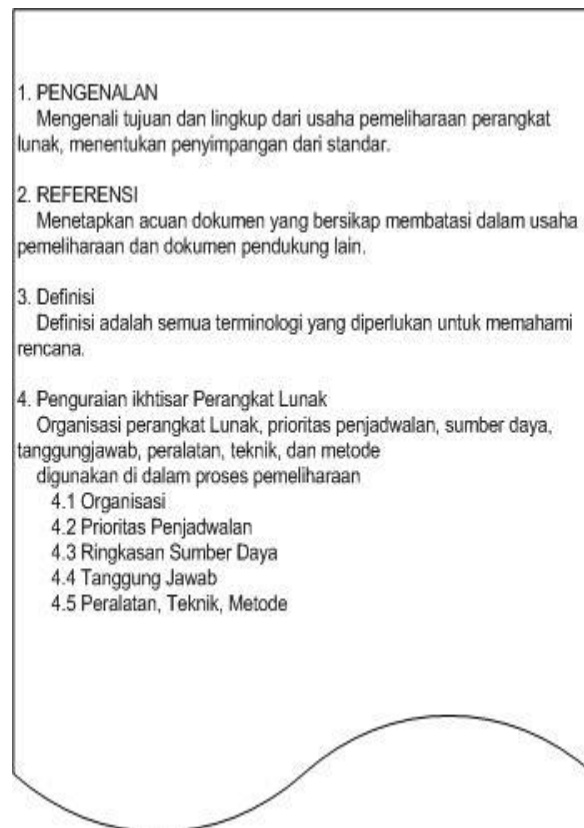 1. PENGENALAN
Mengenali tujuan dan lingkup dari usaha pemeliharaan perangkat
lunak, menentukan penyimpangan dari standar.
2. REFERENSI
Menetapkan acuan dokumen yang bersikap membatasi dalam usaha
pemeliharaan dan dokumen pendukung lain.
3. Definisi
Definisi adalah semua terminologi yang diperlukan untuk memahami
rencana.
4. Penguraian ikhtisar Perangkat Lunak
Organisasi perangkat Lunak, prioritas penjadwalan, sumber daya,
tanggungjawab, peralatan, teknik, dan metode
digunakan di dalam proses pemeliharaan
4.1 Organisasi
4.2 Prioritas Penjadwalan
4.3 Ringkasan Sumber Daya
4.4 Tanggung Jawab
4.5 Peralatan, Teknik, Metode